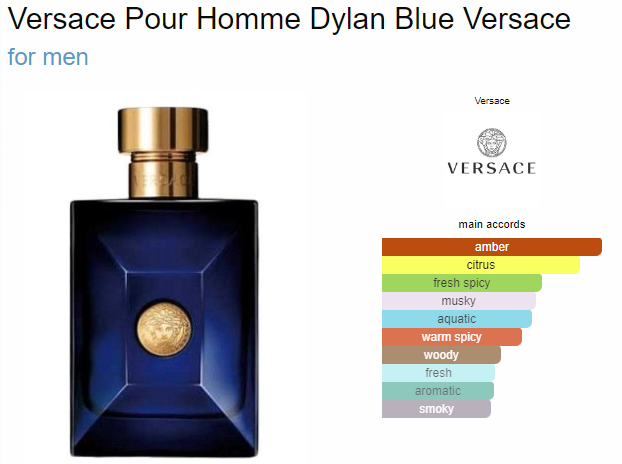 Versace Pour Homme Dylan Blue Versace
for men
Versace
VERSACE
main accords
amber
citrus
fresh spicy
musky
aquatic
warm spicy
woody
fresh
aromatic
smoky